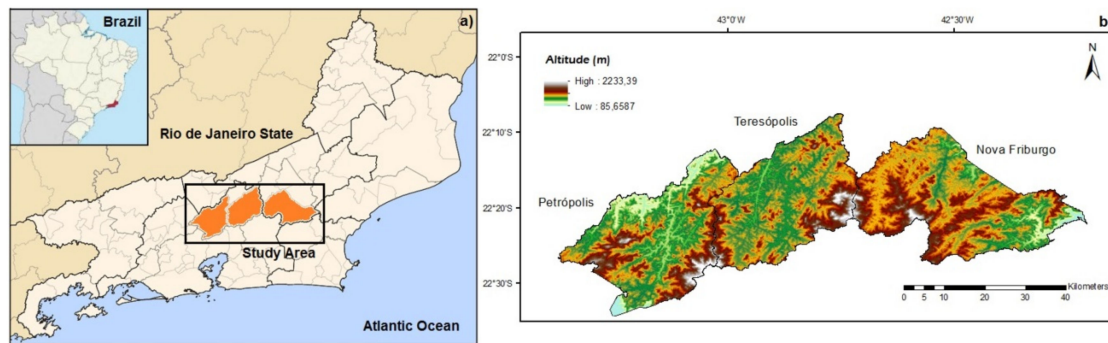 Brazil
a)
Rio de Janeiro State
Study Area
Atlantic Ocean
43°0'W
42°30'W
b
22°0'S
22°10'S
22°20'S
22°30'S
Altitude (m)
High : 2233,39
Low : 85,6587
N
Teresópolis
Nova Friburgo
Petrópolis
Kilometers
0 5 10 20 30 40